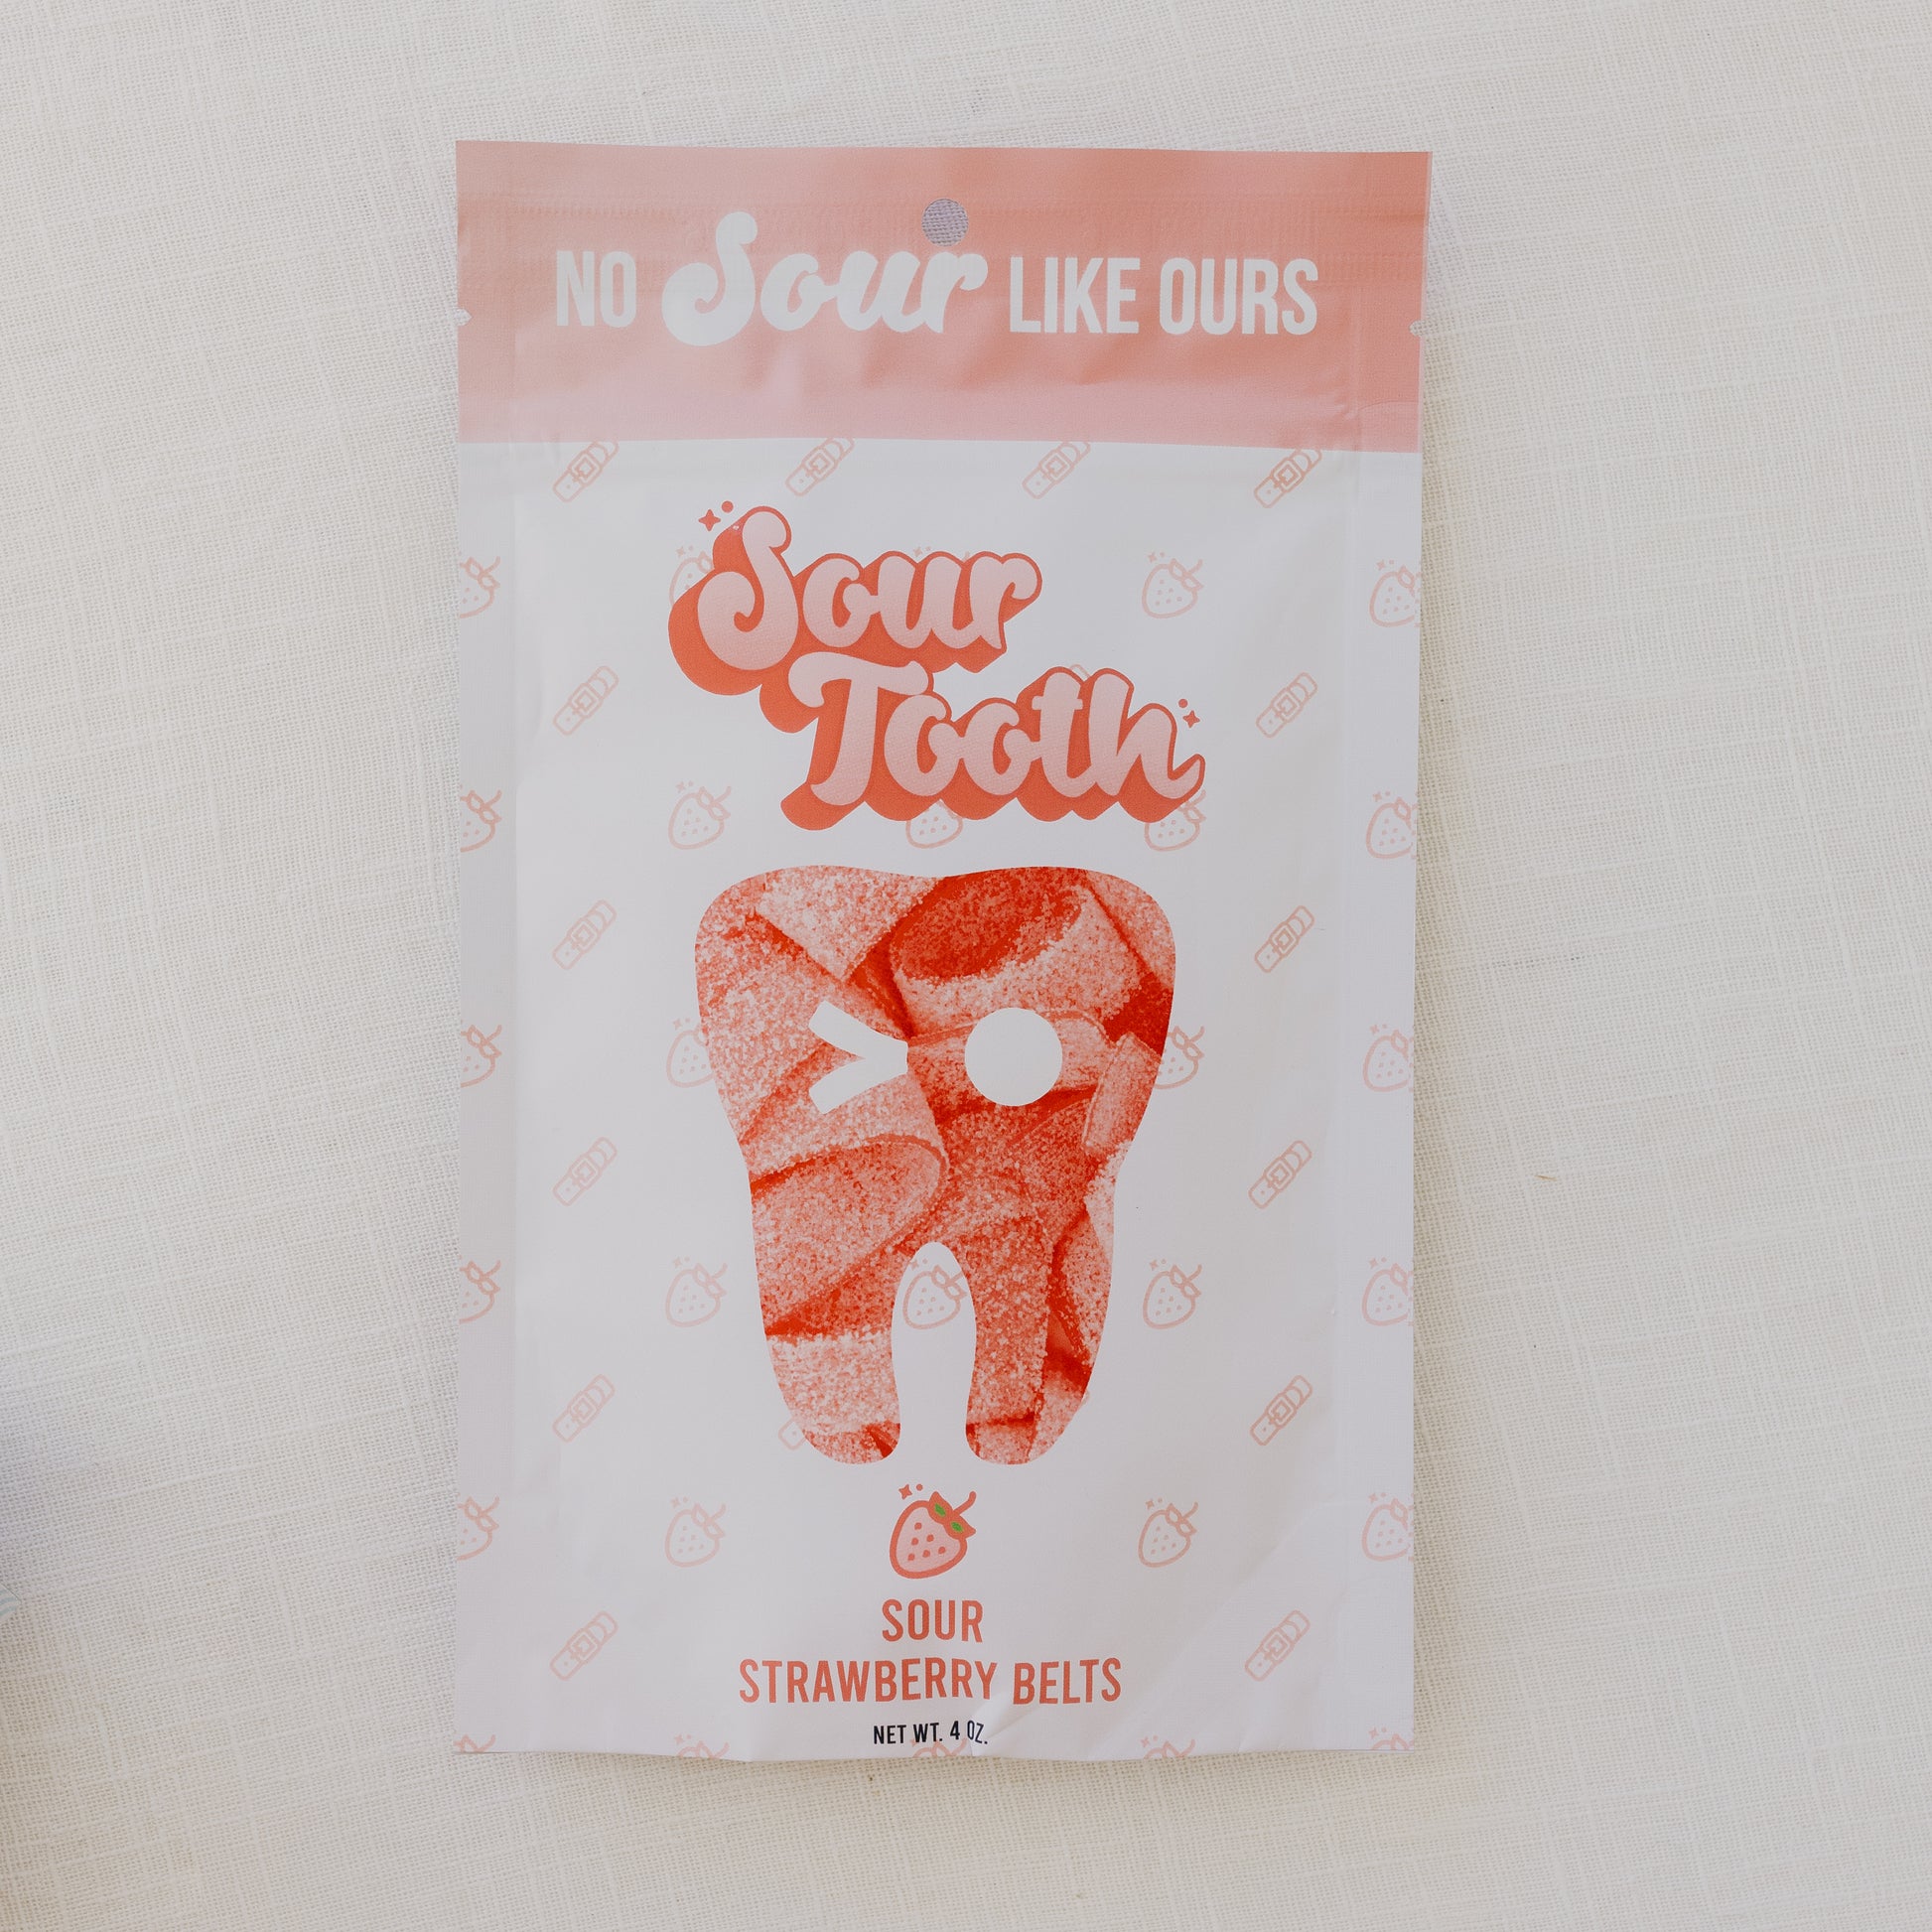 NO Sour LIKE OURS
Sour
Tooth
SOUR
STRAWBERRY BELTS
NET WT. 4 OZ.